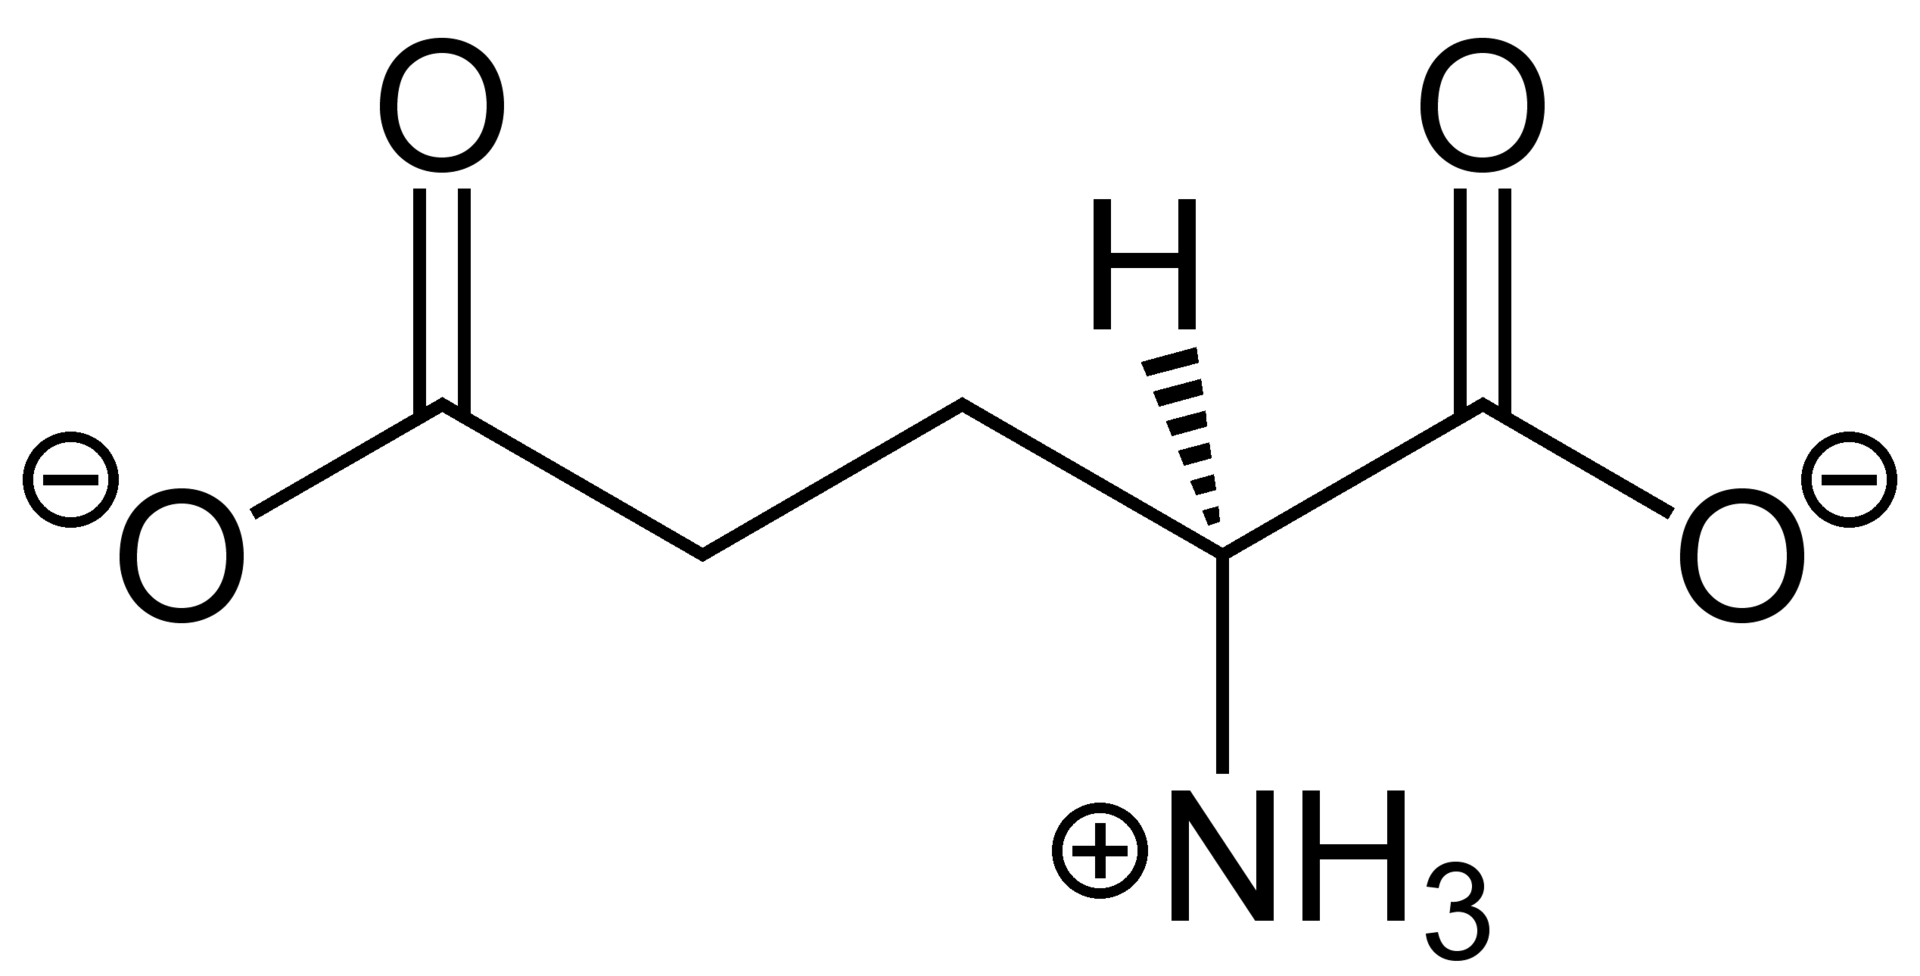 O O
H
⊖ O O ⊖
⊕ NH₃